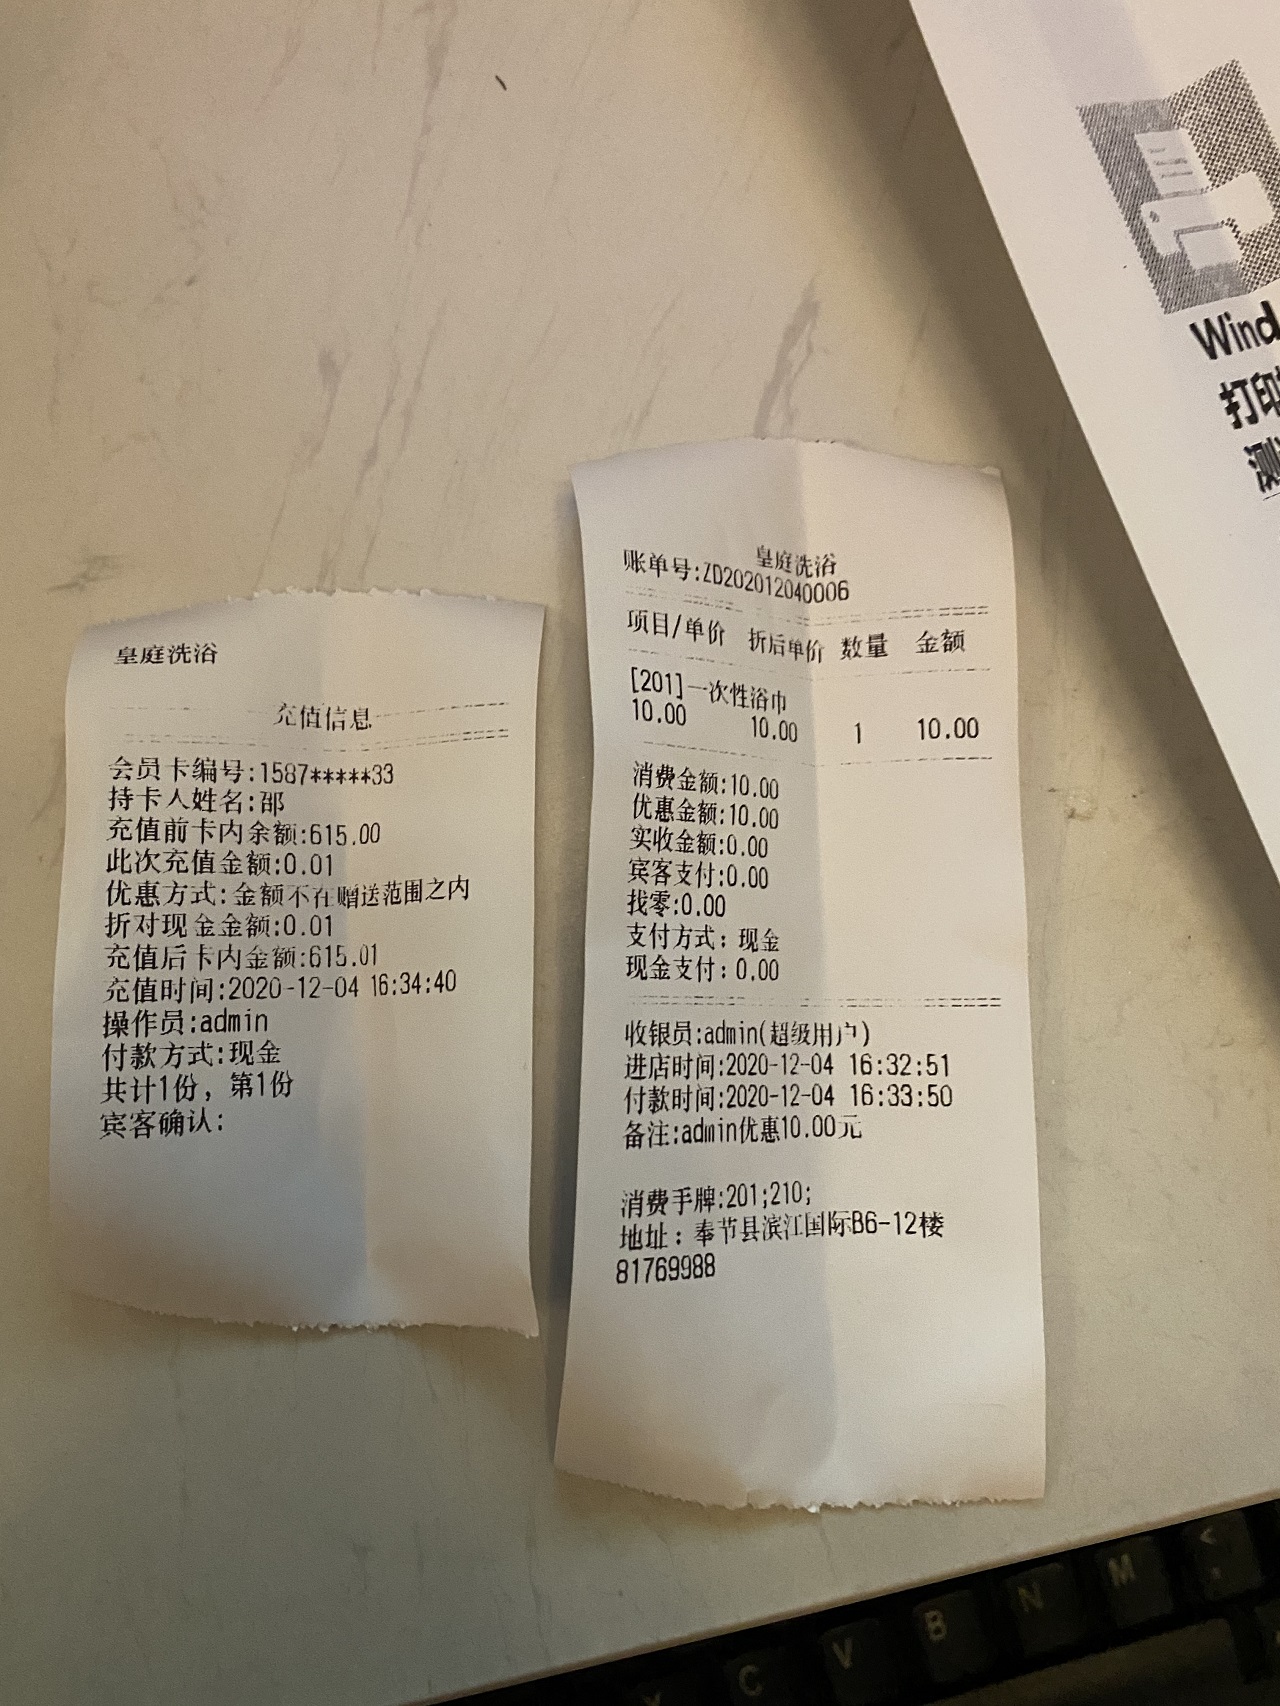 皇庭洗浴
充值信息
会员卡编号:1587*****33
持卡人姓名:邵
充值前卡内余额:615.00
此次充值金额:0.01
优惠方式:金额不在赠送范围之内
折对现金金额:0.01
充值后卡内金额:615.01
充值时间:2020-12-04 16:34:40
操作员:admin
付款方式:现金
共计1份，第1份
宾客确认:
皇庭洗浴
账单号:ZD202012040006
项目/单价 折后单价 数量 金额
[201]一次性浴巾
10.00 10.00 1 10.00
消费金额:10.00
优惠金额:10.00
实收金额:0.00
宾客支付:0.00
找零:0.00
支付方式：现金
现金支付：0.00
收银员:admin(超级用户)
进店时间:2020-12-04 16:32:51
付款时间:2020-12-04 16:33:50
备注:admin优惠10.00元
消费手牌:201;210;
地址：奉节县滨江国际B6-12楼
81769988
Wind
打印
测
C V B N M <